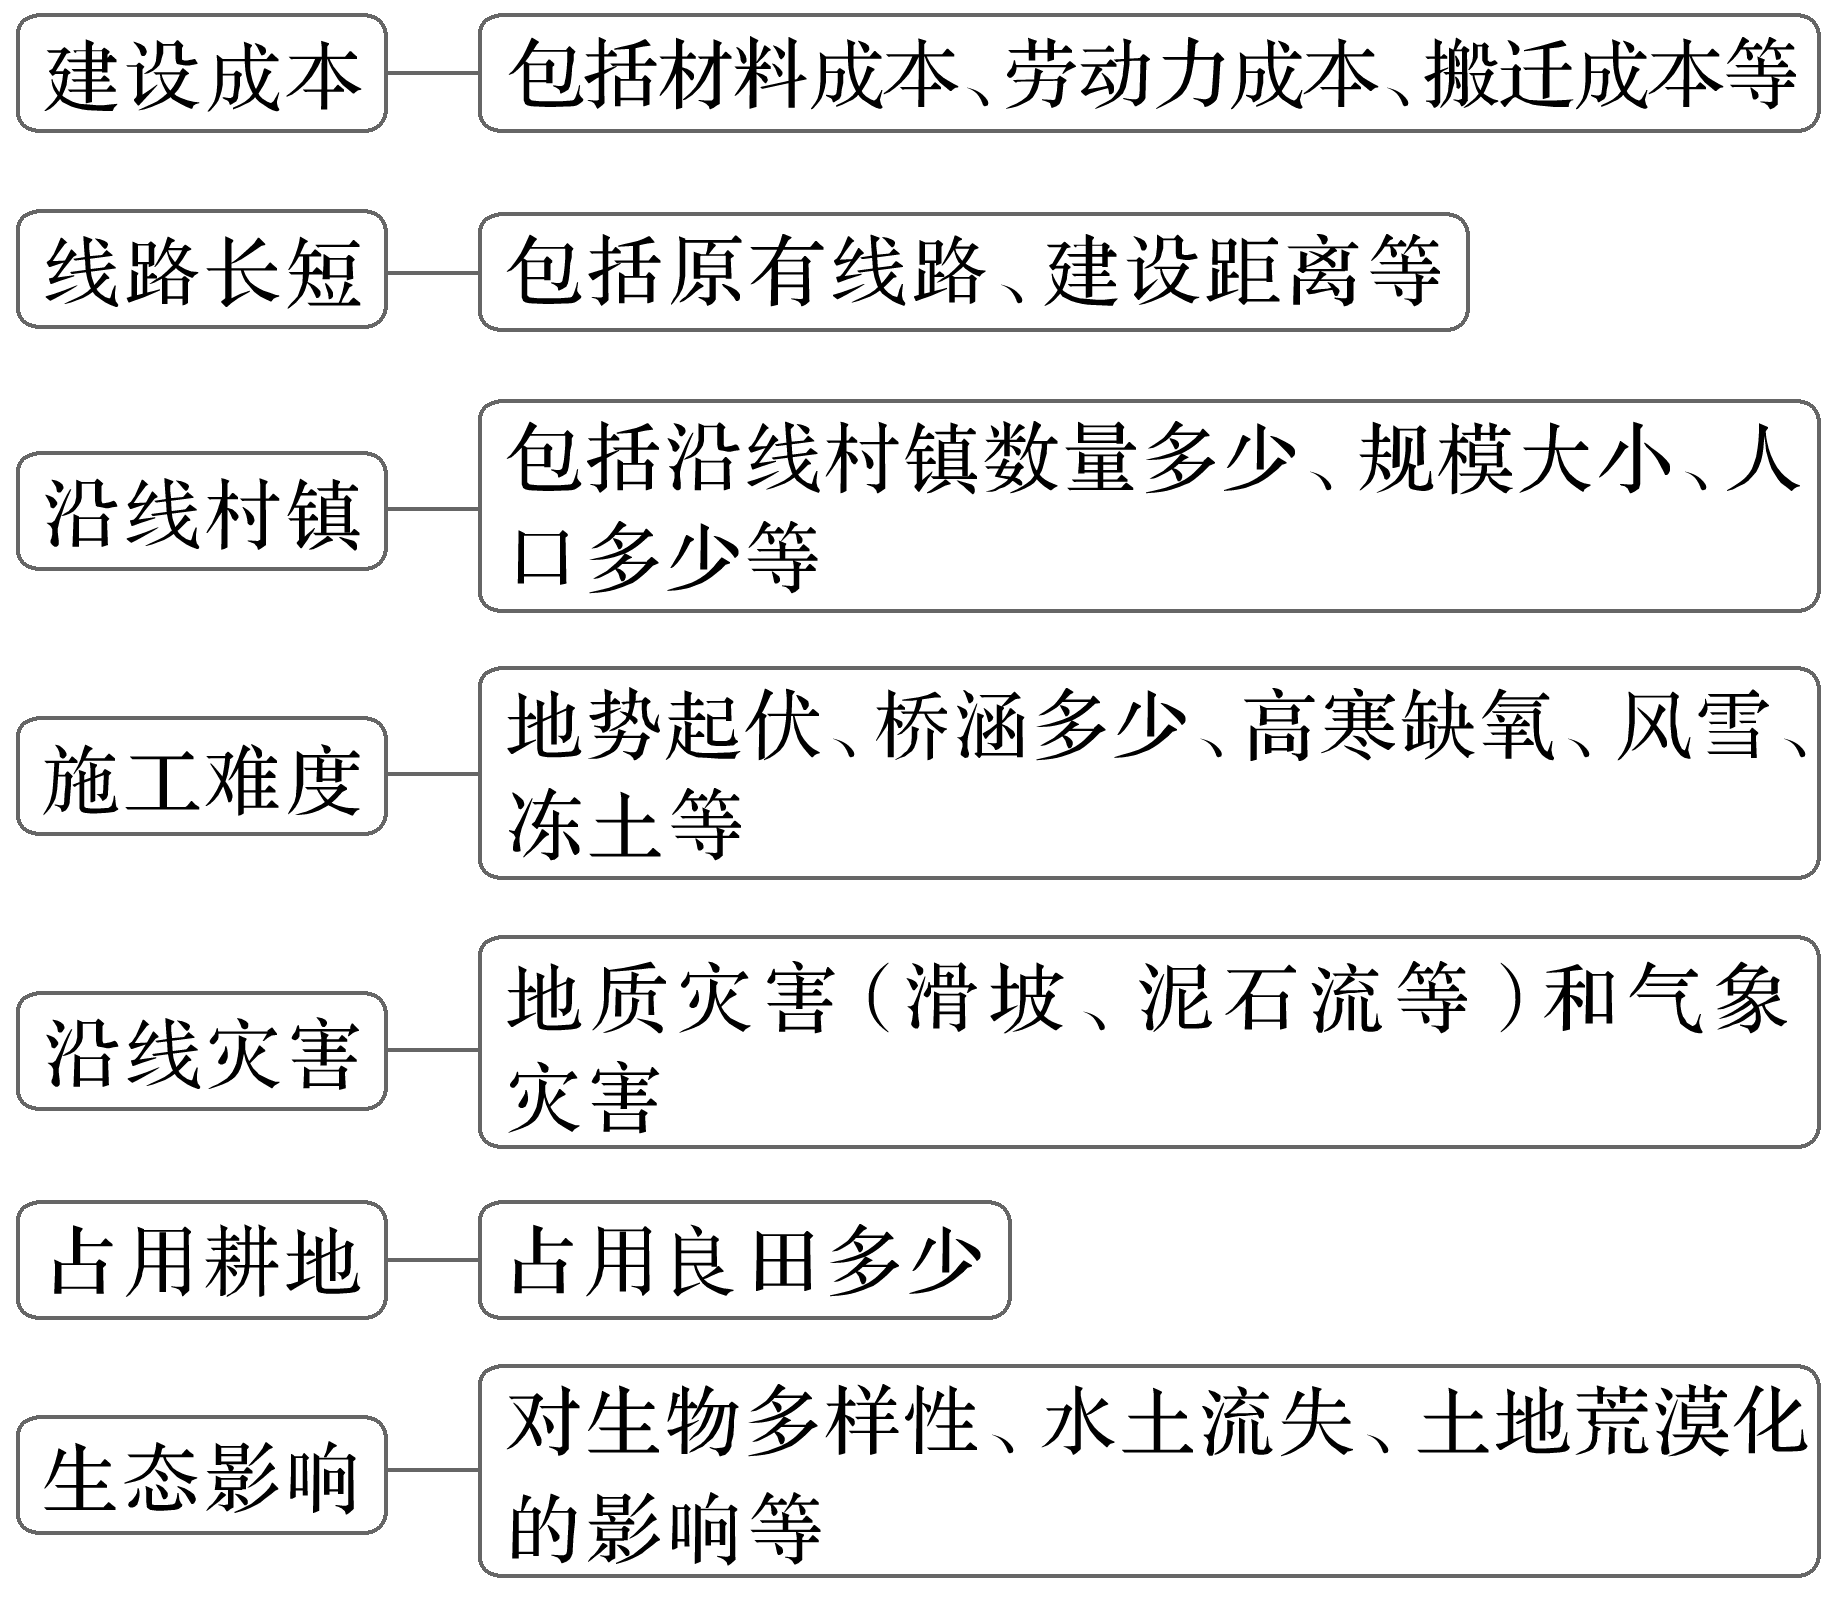 建设成本
包括材料成本、劳动力成本、搬迁成本等
线路长短
包括原有线路、建设距离等
沿线村镇
包括沿线村镇数量多少、规模大小、人
口多少等
施工难度
地势起伏、桥涵多少、高寒缺氧、风雪、
冻土等
沿线灾害
地质灾害(滑坡、泥石流等)和气象
灾害
占用耕地
占用良田多少
生态影响
对生物多样性、水土流失、土地荒漠化
的影响等